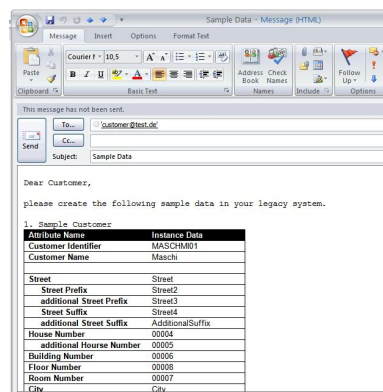 Sample Data - Message (HTML)
Message Insert Options Format Text
Courier 10,5
Paste
B I U
Address Book
Check Names
Follow Up
Clipboard Basic Text Names Include Options
This message has not been sent.
To... 'customer@test.de'
Cc...
Send
Subject: Sample Data
Dear Customer,
please create the following sample data in your legacy system.
1. Sample Customer
Attribute Name Instance Data
Customer Identifier MASCHMI01
Customer Name Maschi
Street Street
Street Prefix Street2
additional Street Prefix Street3
Street Suffix Street4
additional Street Suffix AdditionalSuffix
House Number 00004
additional Hourse Number 00005
Building Number 00006
Floor Number 00008
Room Number 00007
City City